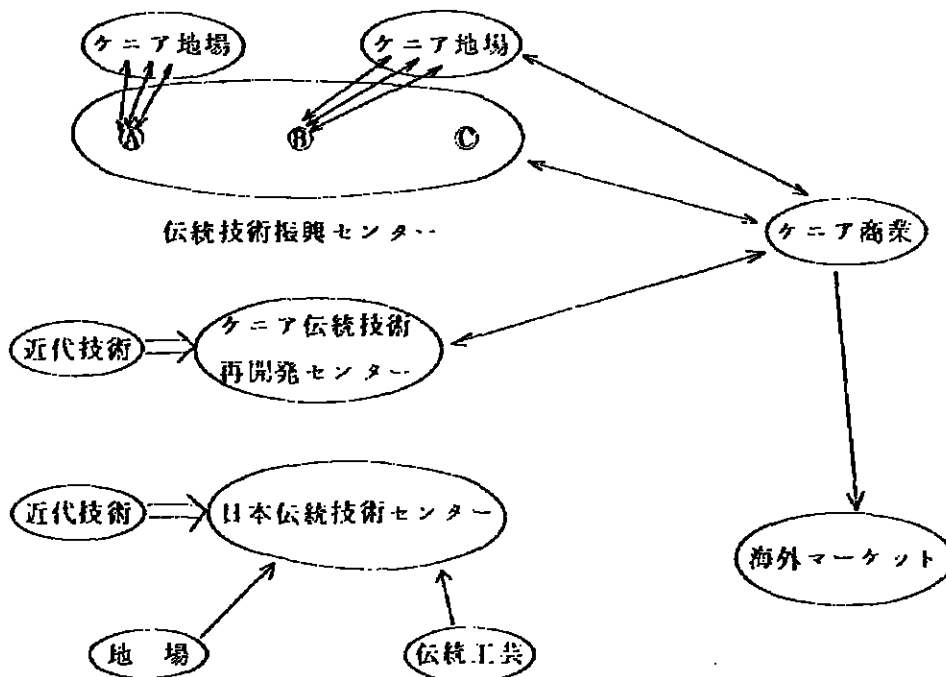 ケニア地場
ケニア地場
A
B
C
伝統技術振興センター
ケニア商業
近代技術
ケニア伝統技術
再開発センター
近代技術
日本伝統技術センター
海外マーケット
地場
伝統工芸